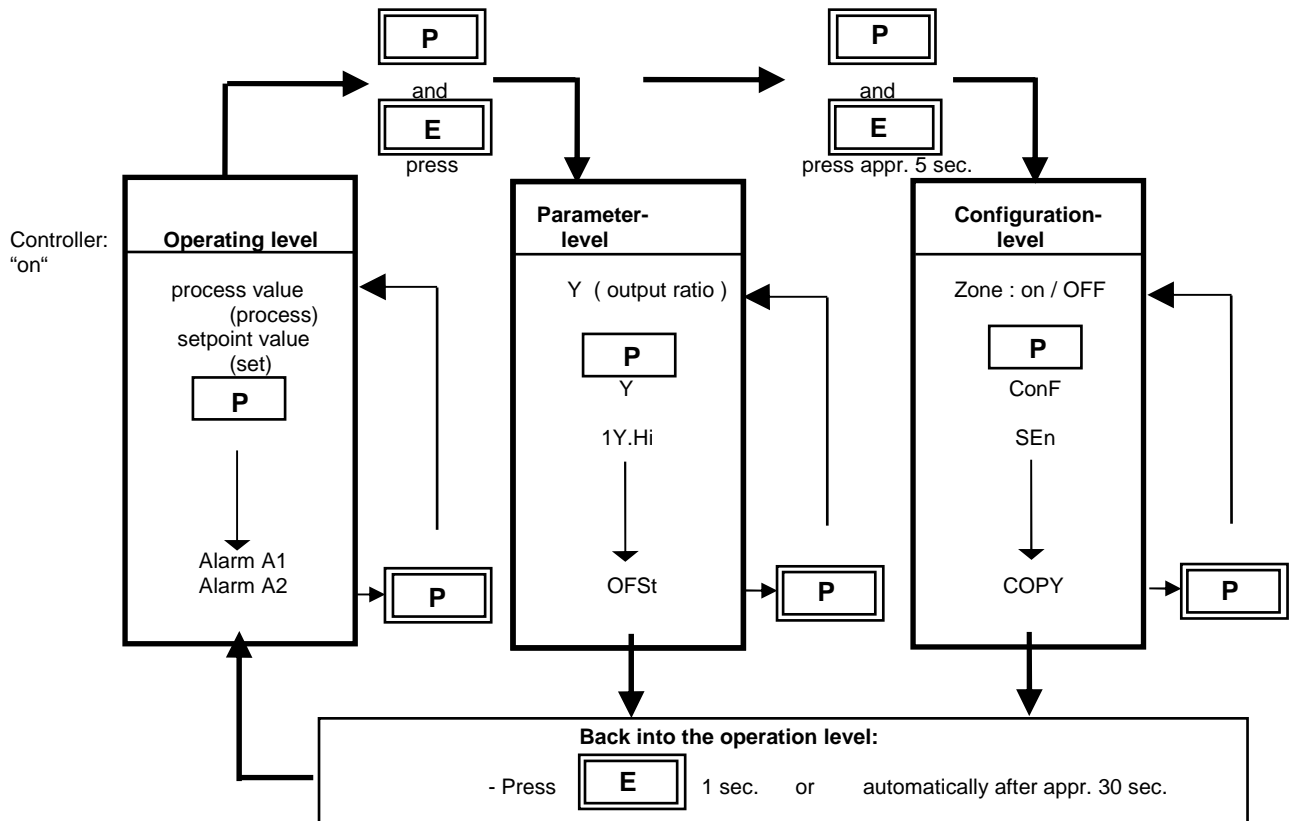 P
and
E
press
P
and
E
press appr. 5 sec.
Controller:
"on“
Operating level
process value
(process)
setpoint value
(set)
P
Alarm A1
Alarm A2
P
Parameter-
level
Y ( output ratio )
P
Y
1Y.Hi
OFSt
P
Configuration-
level
Zone : on / OFF
P
ConF
SEn
COPY
P
Back into the operation level:
- Press E 1 sec. or automatically after appr. 30 sec.